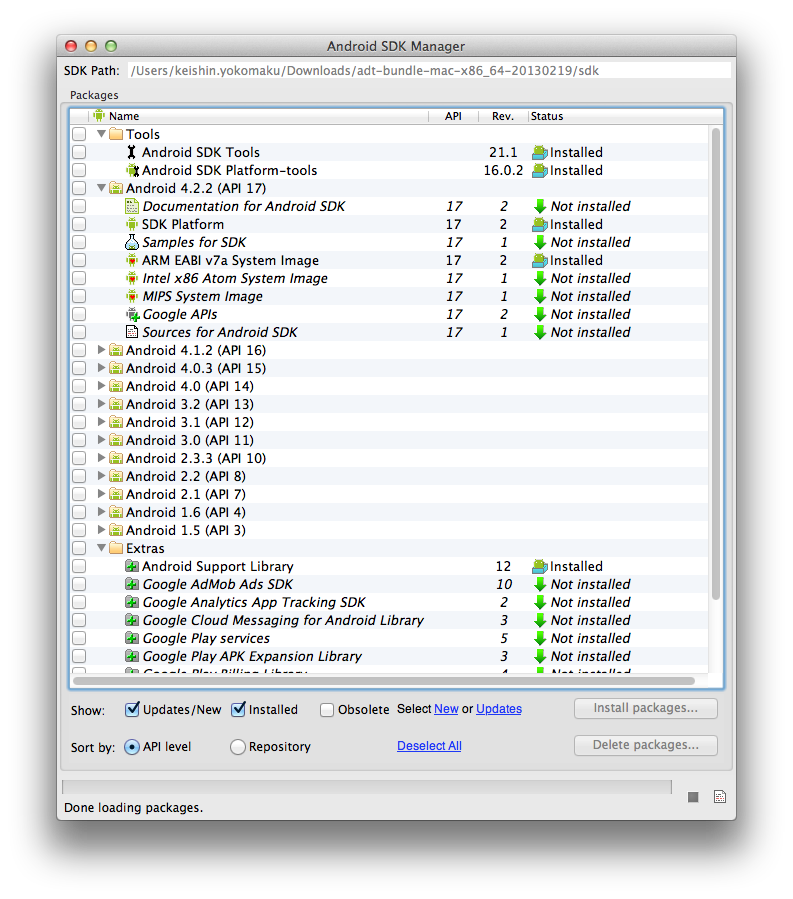 Android SDK Manager
SDK Path: /Users/keishin.yokomaku/Downloads/adt-bundle-mac-x86_64-20130219/sdk
Packages
Name API Rev. Status
Tools
Android SDK Tools 21.1 Installed
Android SDK Platform-tools 16.0.2 Installed
Android 4.2.2 (API 17)
Documentation for Android SDK 17 2 Not installed
SDK Platform 17 2 Installed
Samples for SDK 17 1 Not installed
ARM EABI v7a System Image 17 2 Installed
Intel x86 Atom System Image 17 1 Not installed
MIPS System Image 17 1 Not installed
Google APIs 17 2 Not installed
Sources for Android SDK 17 1 Not installed
Android 4.1.2 (API 16)
Android 4.0.3 (API 15)
Android 4.0 (API 14)
Android 3.2 (API 13)
Android 3.1 (API 12)
Android 3.0 (API 11)
Android 2.3.3 (API 10)
Android 2.2 (API 8)
Android 2.1 (API 7)
Android 1.6 (API 4)
Android 1.5 (API 3)
Extras
Android Support Library 12 Installed
Google AdMob Ads SDK 10 Not installed
Google Analytics App Tracking SDK 2 Not installed
Google Cloud Messaging for Android Library 3 Not installed
Google Play services 5 Not installed
Google Play APK Expansion Library 3 Not installed
Google Play Billing Library 4 Not installed
Show: Updates/New Installed Obsolete Select New or Updates Install packages...
Sort by: API level Repository Deselect All Delete packages...
Done loading packages.